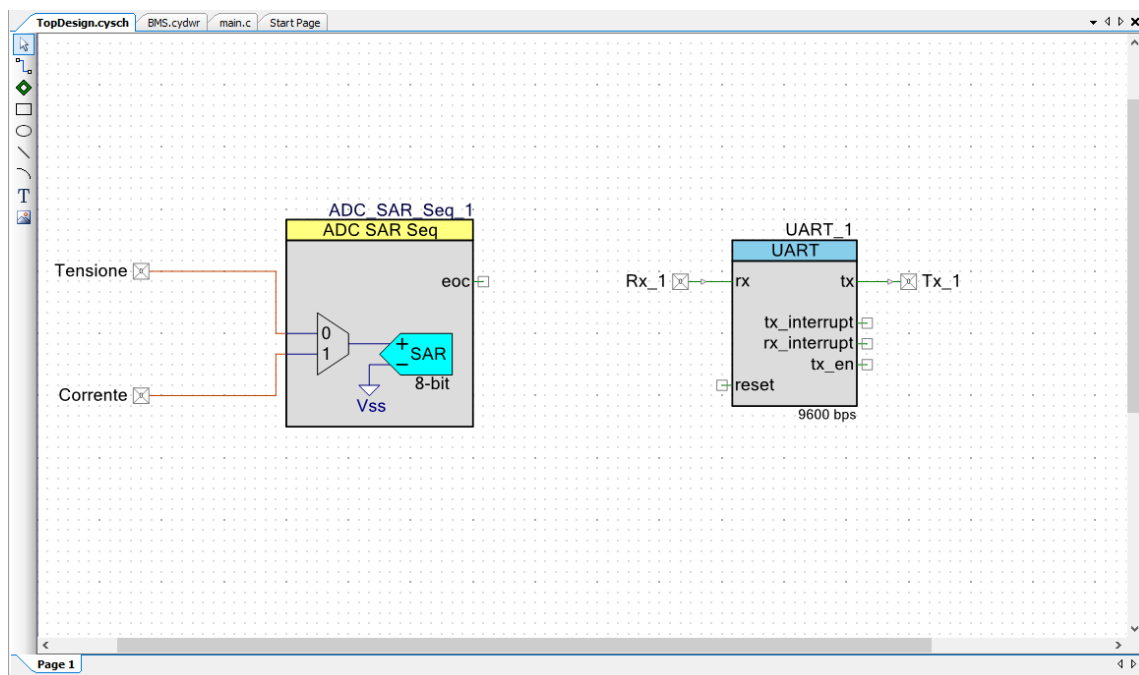 TopDesign.cysch BMS.cydwr main.c Start Page
T
ADC_SAR_Seq_1
ADC SAR Seq
Tensione
eoc
0
1
+
SAR
8-bit
Vss
Corrente
UART_1
UART
Rx_1
rx
tx
Tx_1
tx_interrupt
rx_interrupt
tx_en
reset
9600 bps
Page 1